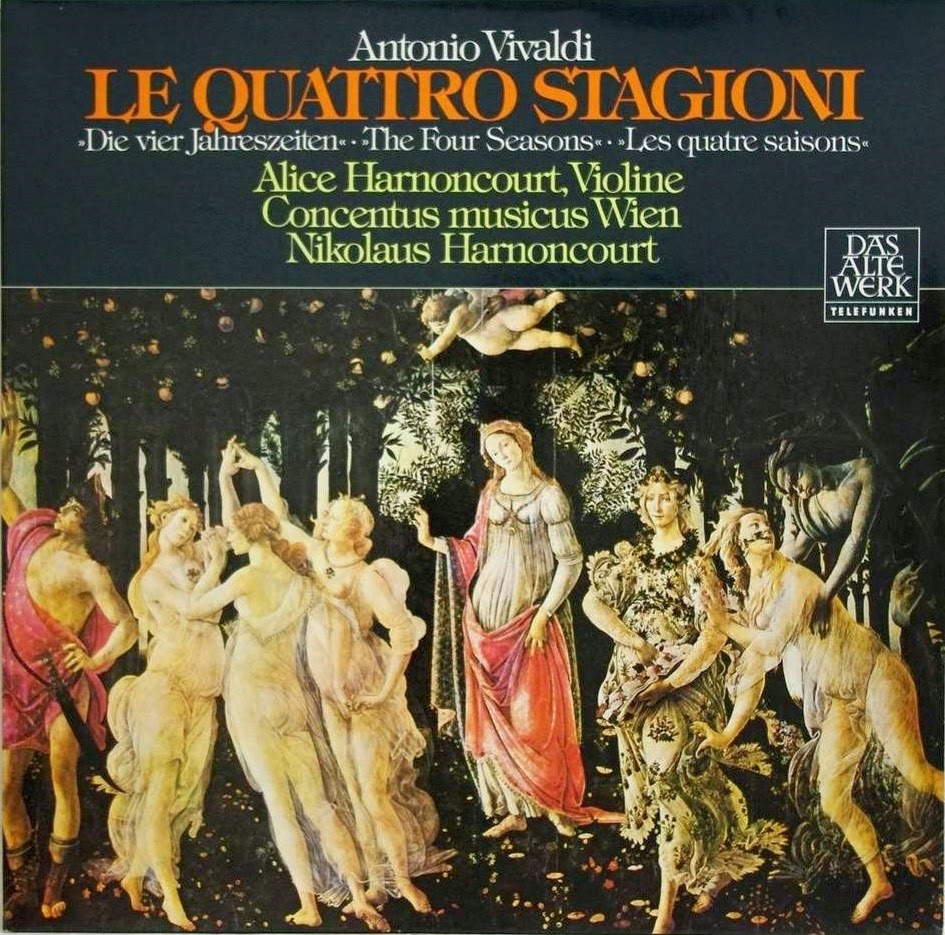 Antonio Vivaldi
LE QUATTRO STAGIONI
»Die vier Jahreszeiten« · »The Four Seasons« · »Les quatre saisons«
Alice Harnoncourt, Violine
Concentus musicus Wien
Nikolaus Harnoncourt
DAS
ALTE
WERK
TELEFUNKEN